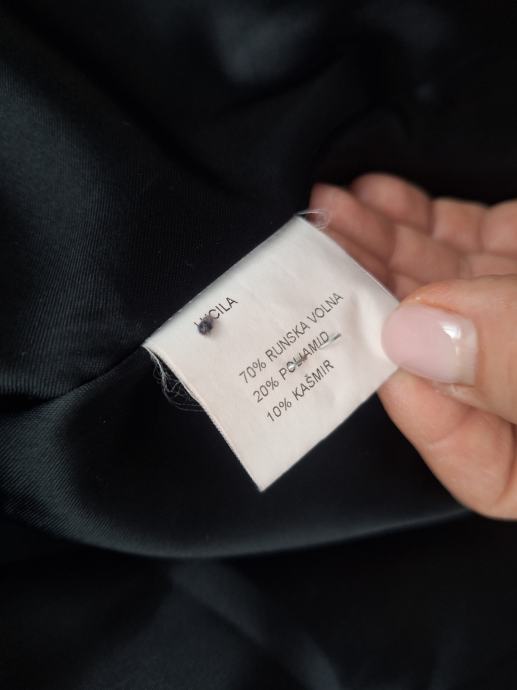 70% RUNSKA VOLNA
20% POLIAMID
10% KAŠMIR